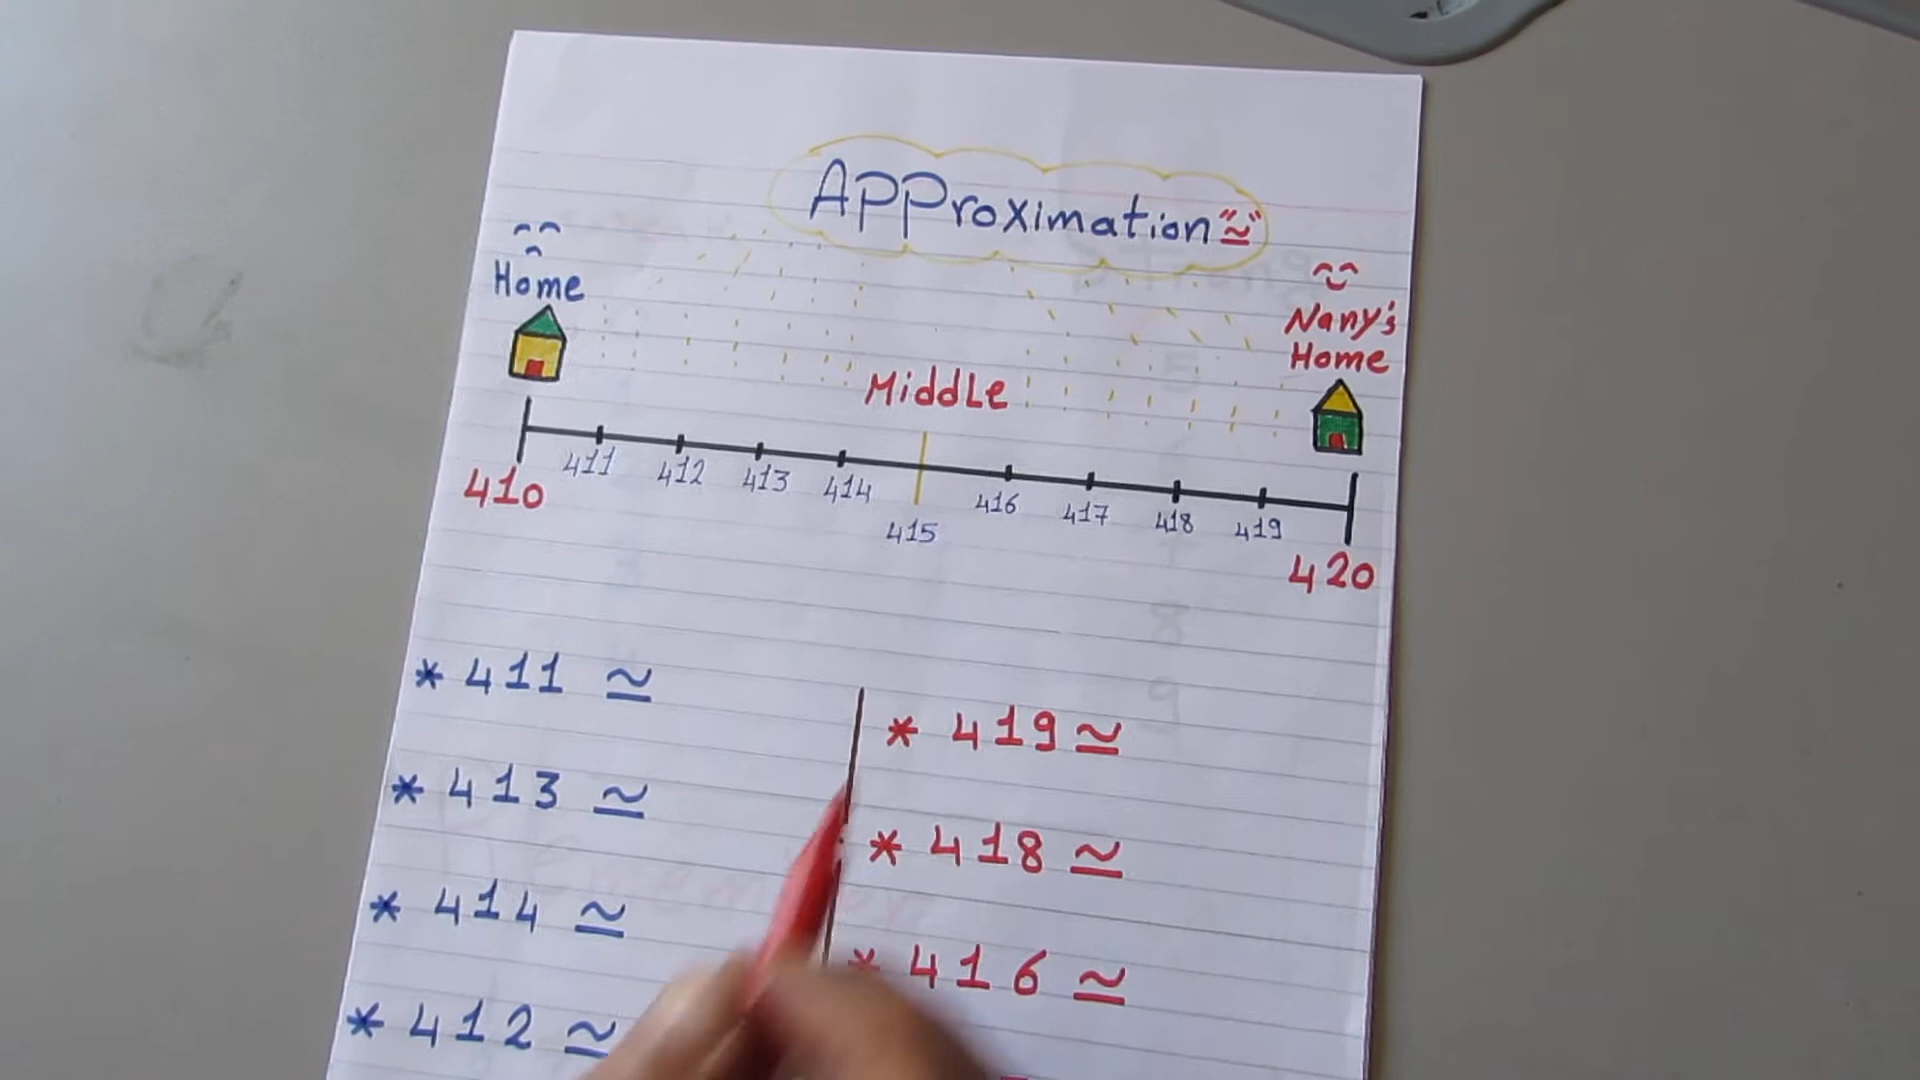 APProximation "≃"
Home
Nany's
Home
Middle
410 411 412 413 414 415 416 417 418 419 420
* 411 ≃
* 413 ≃
* 414 ≃
* 412 ≃
* 419 ≃
* 418 ≃
* 416 ≃